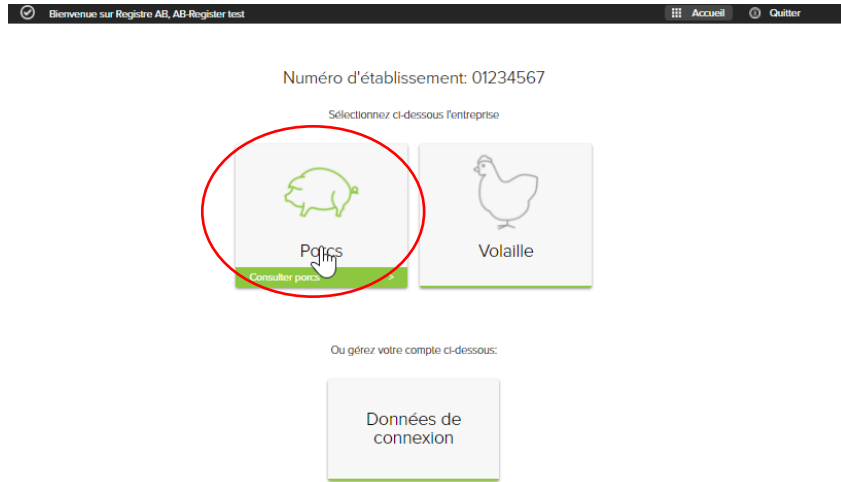 Bienvenue sur Registre AB, AB-Register test
Accueil
Quitter
Numéro d'établissement: 01234567
Sélectionnez ci-dessous l'entreprise
Porcs
Volaille
Consulter porcs >
Ou gérez votre compte ci-dessous:
Données de
connexion